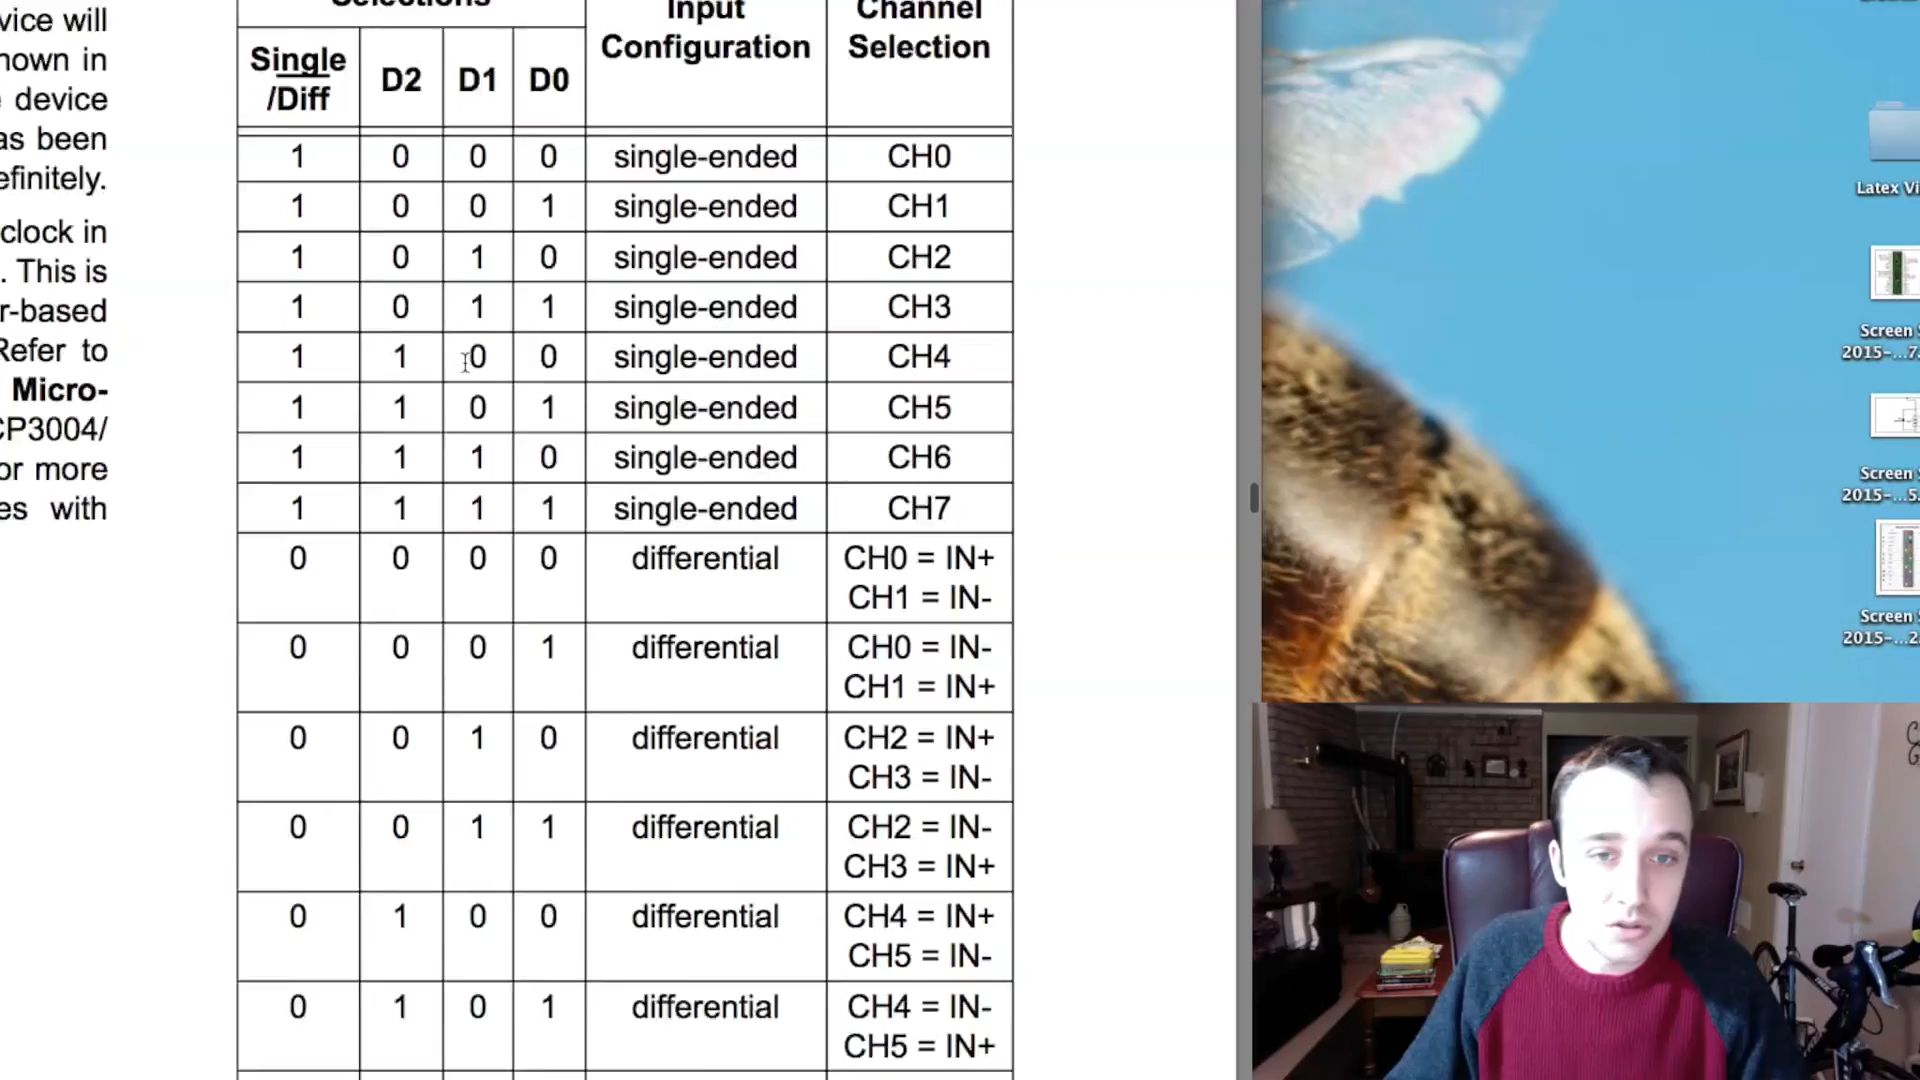 vice will
nown in
device
as been
efinitely.
clock in
. This is
r-based
Refer to
Micro-
CP3004/
or more
es with
Selections
Input Configuration
Channel Selection
Single /Diff D2 D1 D0
1 0 0 0 single-ended CH0
1 0 0 1 single-ended CH1
1 0 1 0 single-ended CH2
1 0 1 1 single-ended CH3
1 1 0 0 single-ended CH4
1 1 0 1 single-ended CH5
1 1 1 0 single-ended CH6
1 1 1 1 single-ended CH7
0 0 0 0 differential CH0 = IN+
CH1 = IN-
0 0 0 1 differential CH0 = IN-
CH1 = IN+
0 0 1 0 differential CH2 = IN+
CH3 = IN-
0 0 1 1 differential CH2 = IN-
CH3 = IN+
0 1 0 0 differential CH4 = IN+
CH5 = IN-
0 1 0 1 differential CH4 = IN-
CH5 = IN+
Latex Vi
Screen S
2015-...7.
Screen S
2015-...5.
Screen S
2015-...2.